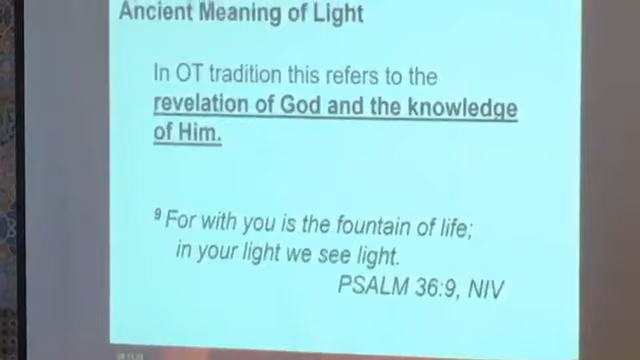 Ancient Meaning of Light
In OT tradition this refers to the
revelation of God and the knowledge
of Him.
9 For with you is the fountain of life;
in your light we see light.
PSALM 36:9, NIV